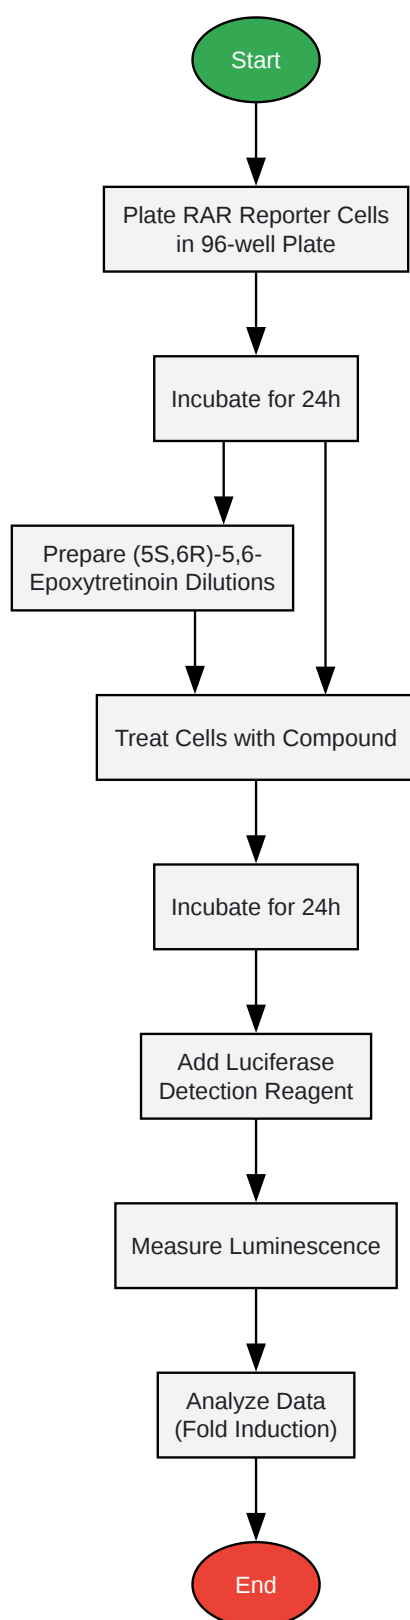 Start
Plate RAR Reporter Cells
in 96-well Plate
Incubate for 24h
Prepare (5S,6R)-5,6-
Epoxytretinoin Dilutions
Treat Cells with Compound
Incubate for 24h
Add Luciferase
Detection Reagent
Measure Luminescence
Analyze Data
(Fold Induction)
End